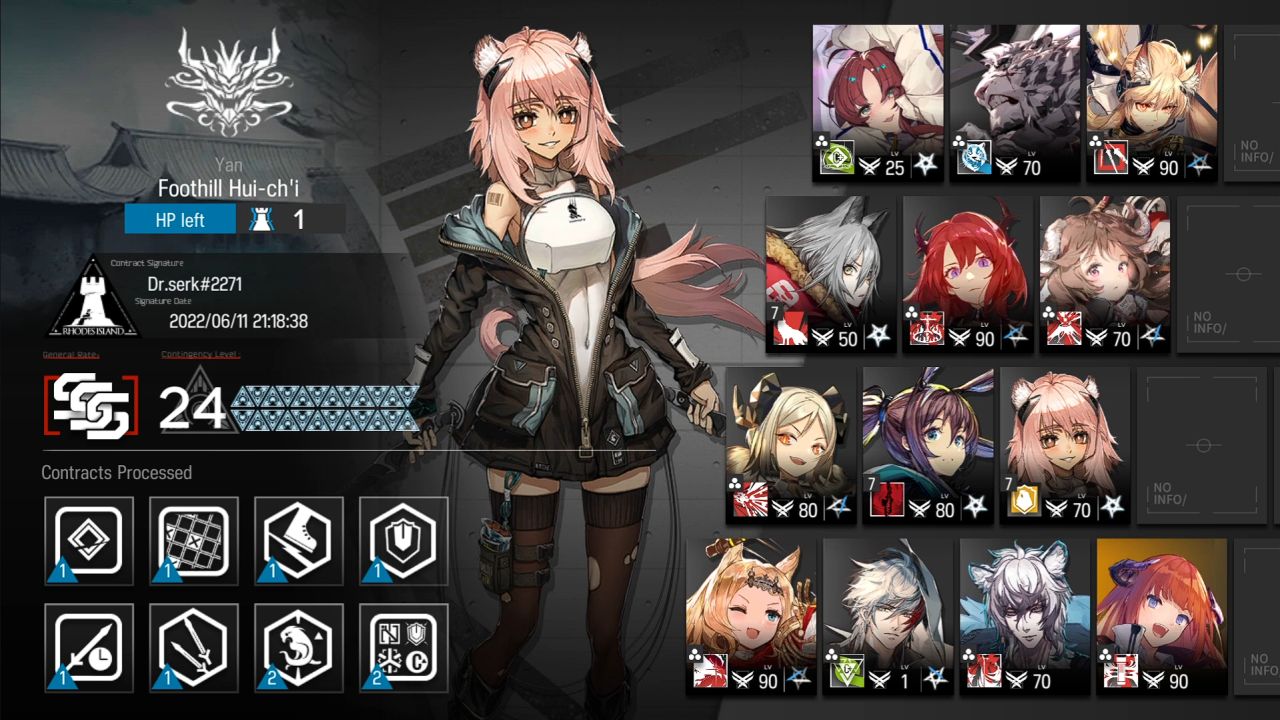 Yan
Foothill Hui-ch'i
HP left 1
Contract Signature
Dr.serk#2271
Signature Date
2022/06/11 21:18:38
RHODES ISLAND
General Rate:
Contingency Level:
SSS
24
Contracts Processed
1 1 1 1
1 1 2 2
LV 25
LV 70
LV 90
NO INFO/
7 LV 50
LV 90
LV 70
NO INFO/
LV 80
7 LV 80
7 LV 70
NO INFO/
LV 90
LV 1
LV 70
LV 90
NO INFO